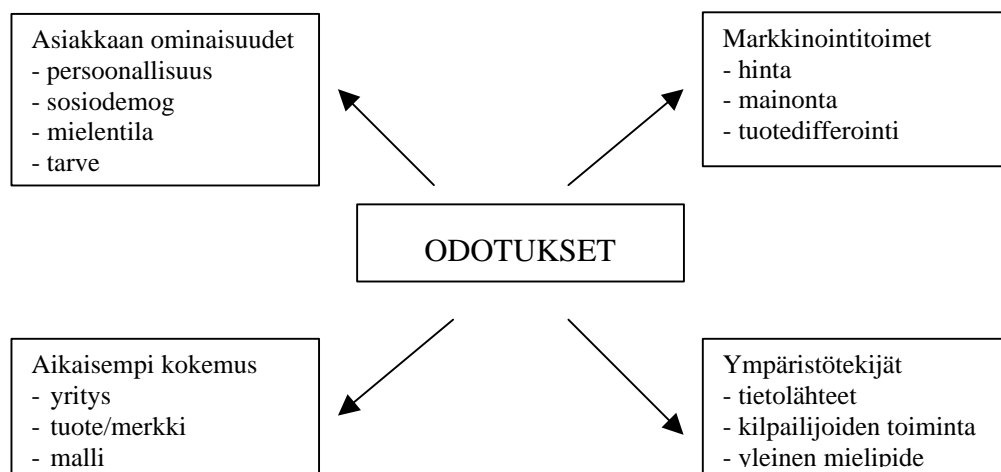 Asiakkaan ominaisuudet
- persoonallisuus
- sosiodemog
- mielentila
- tarve
Markkinointitoimet
- hinta
- mainonta
- tuotedifferointi
ODOTUKSET
Aikaisempi kokemus
- yritys
- tuote/merkki
- malli
Ympäristötekijät
- tietolähteet
- kilpailijoiden toiminta
- yleinen mielipide